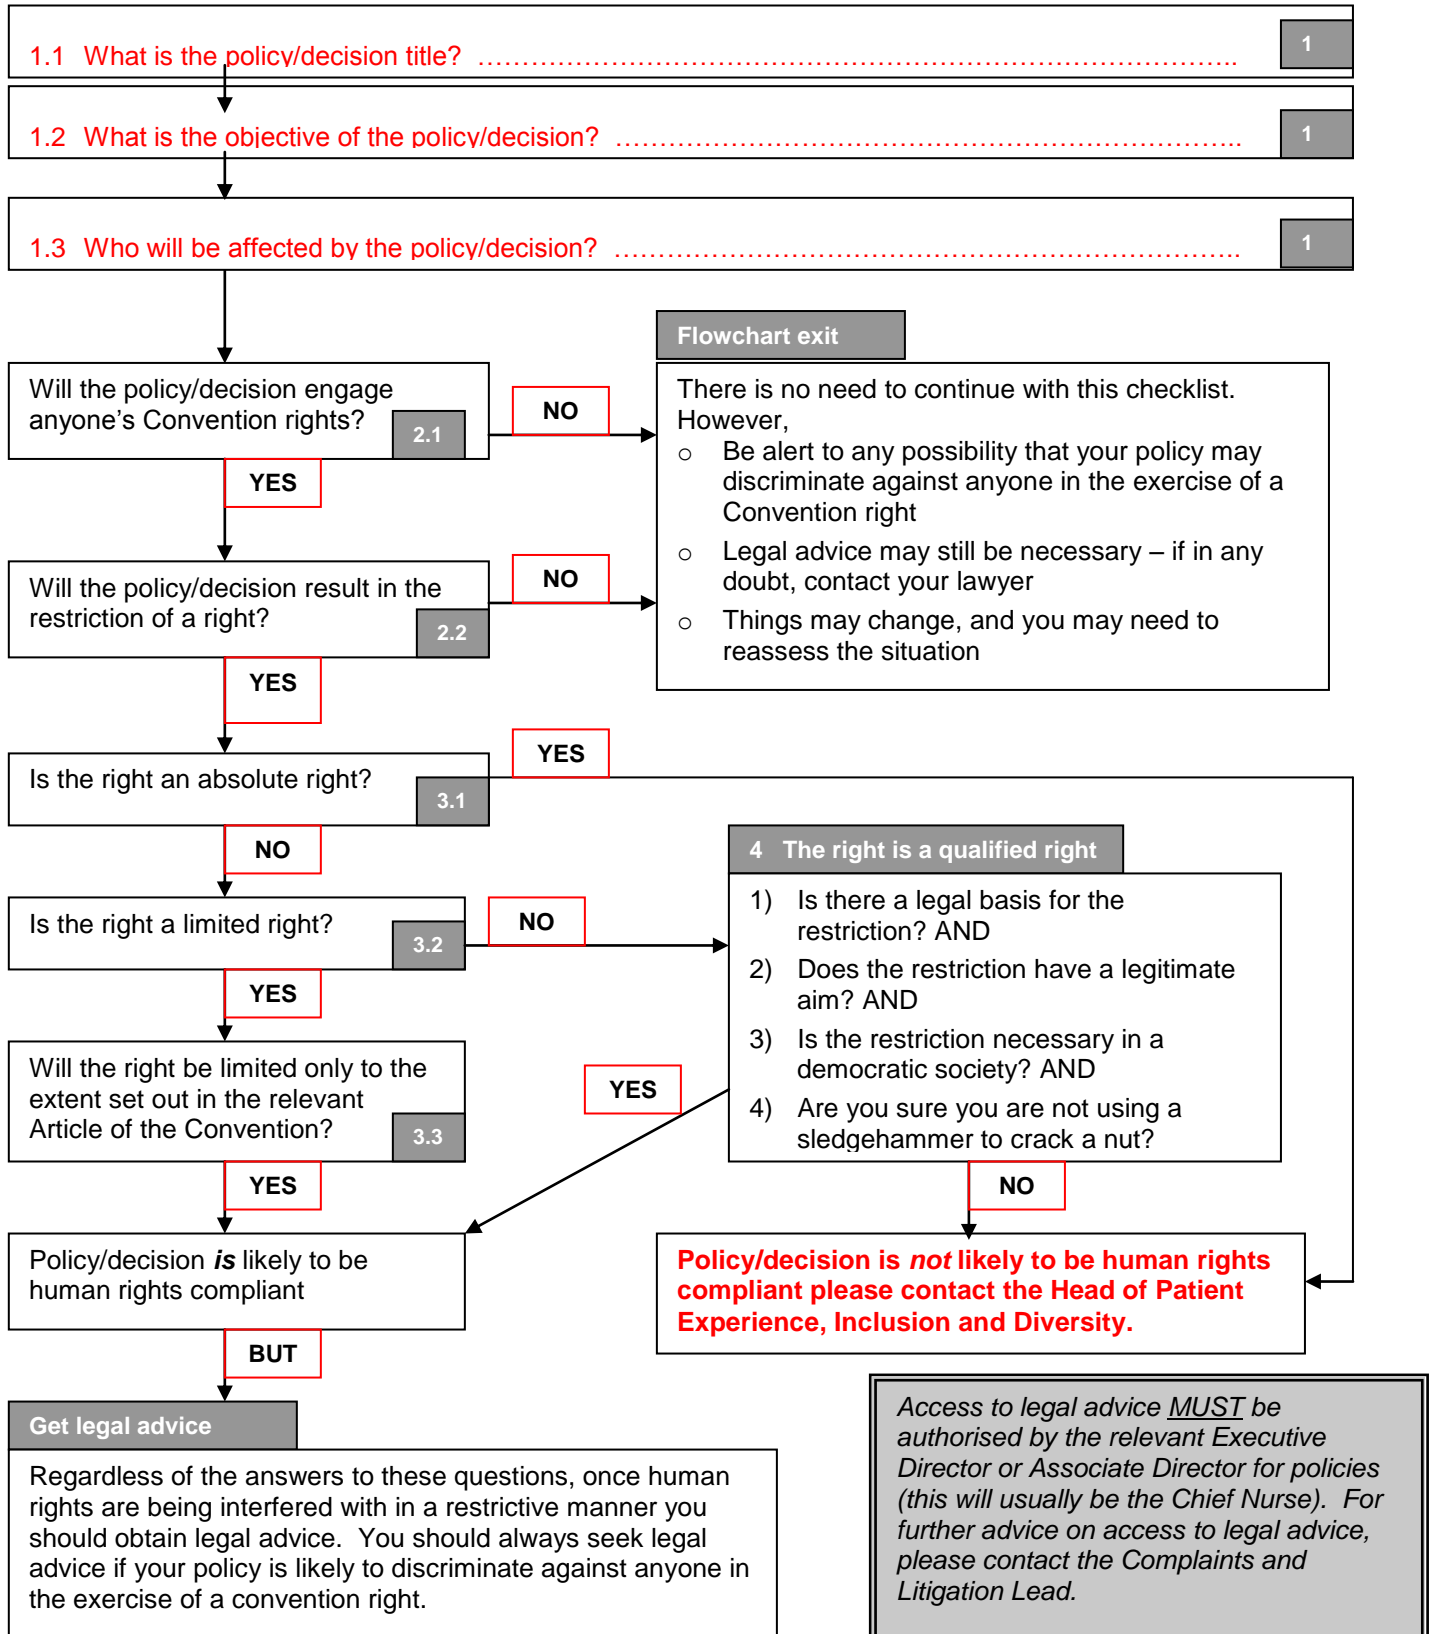 1.1 What is the policy/decision title? …………………………………………………………………………..
1
1.2 What is the objective of the policy/decision? ……………………………………………………………..
1
1.3 Who will be affected by the policy/decision? ……………………………………………………………..
1
Will the policy/decision engage
anyone’s Convention rights?
2.1
NO
YES
Flowchart exit
There is no need to continue with this checklist.
However,
o Be alert to any possibility that your policy may
discriminate against anyone in the exercise of a
Convention right
o Legal advice may still be necessary – if in any
doubt, contact your lawyer
o Things may change, and you may need to
reassess the situation
Will the policy/decision result in the
restriction of a right?
2.2
NO
YES
Is the right an absolute right?
3.1
YES
NO
Is the right a limited right?
3.2
NO
YES
4 The right is a qualified right
1) Is there a legal basis for the
restriction? AND
2) Does the restriction have a legitimate
aim? AND
3) Is the restriction necessary in a
democratic society? AND
4) Are you sure you are not using a
sledgehammer to crack a nut?
YES
NO
Will the right be limited only to the
extent set out in the relevant
Article of the Convention?
3.3
YES
Policy/decision is likely to be
human rights compliant
Policy/decision is not likely to be human rights
compliant please contact the Head of Patient
Experience, Inclusion and Diversity.
BUT
Get legal advice
Regardless of the answers to these questions, once human
rights are being interfered with in a restrictive manner you
should obtain legal advice. You should always seek legal
advice if your policy is likely to discriminate against anyone in
the exercise of a convention right.
Access to legal advice MUST be
authorised by the relevant Executive
Director or Associate Director for policies
(this will usually be the Chief Nurse). For
further advice on access to legal advice,
please contact the Complaints and
Litigation Lead.